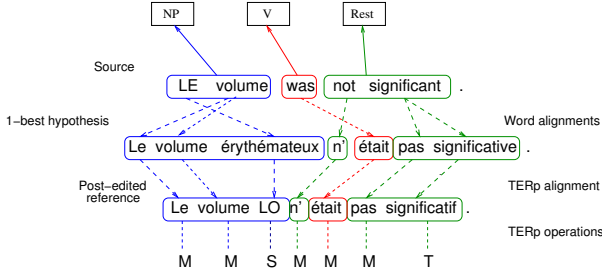 NP V Rest
Source
LE volume was not significant .
1-best hypothesis Word alignments
Le volume érythémateux n' était pas significative .
Post-edited reference TERp alignment
Le volume LO n' était pas significatif .
TERp operations
M M S M M M T